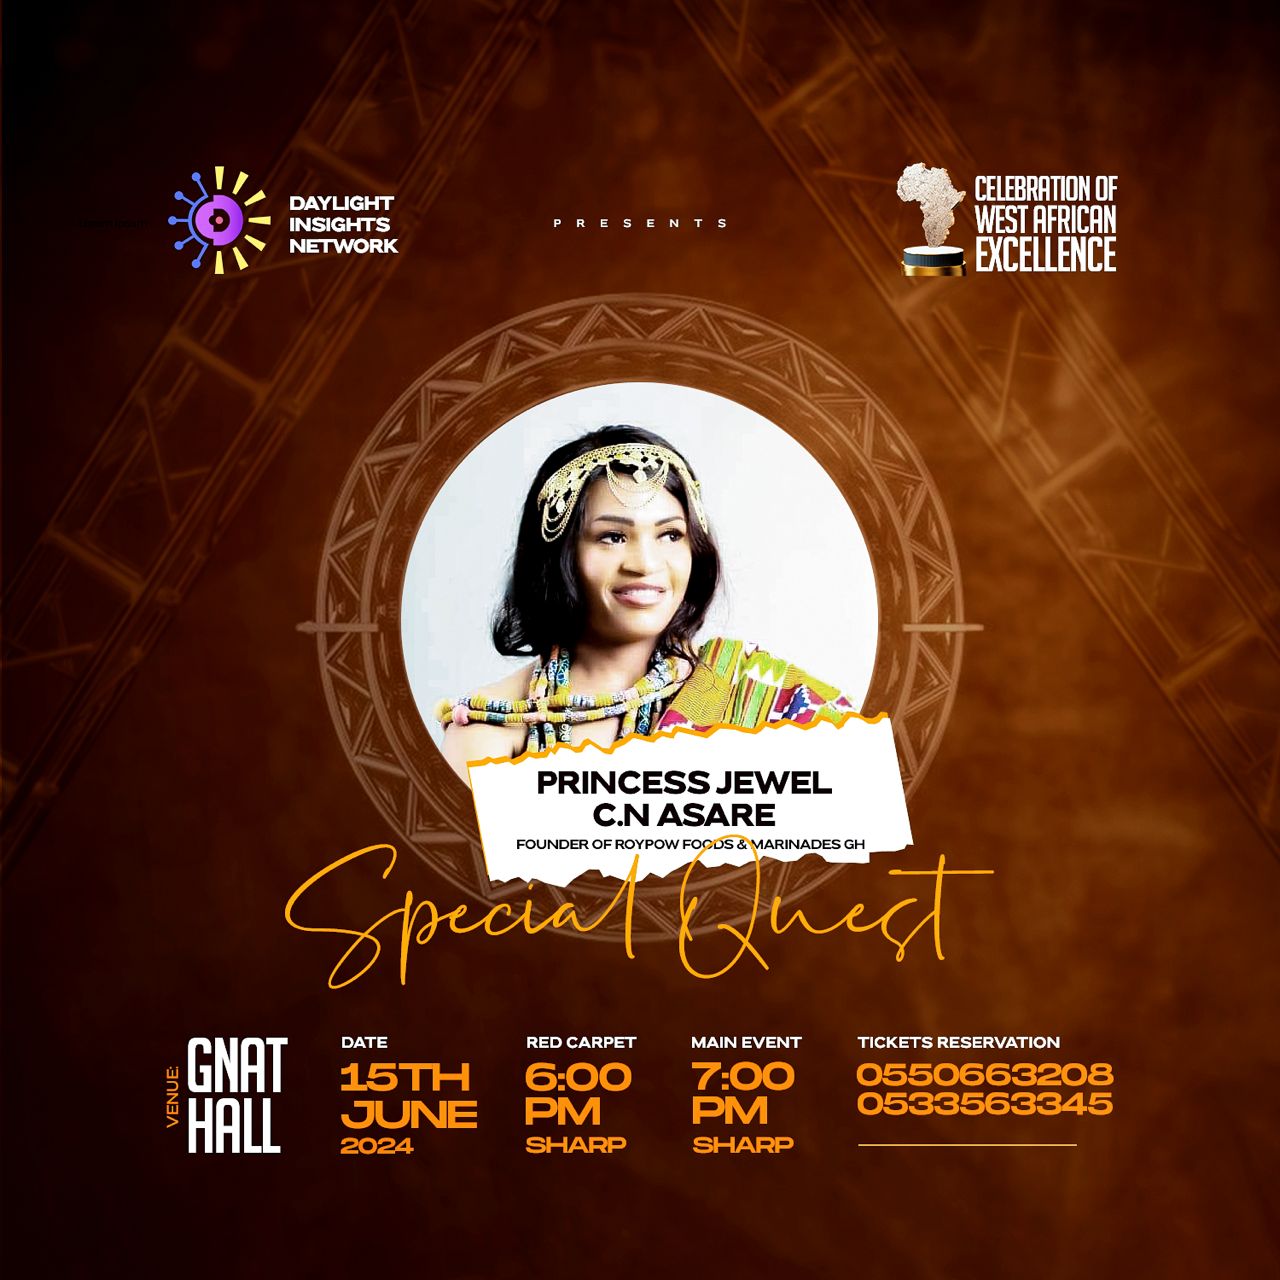 DAYLIGHT
INSIGHTS
NETWORK
PRESENTS
CELEBRATION OF
WEST AFRICAN
EXCELLENCE
PRINCESS JEWEL
C.N ASARE
FOUNDER OF ROYPOW FOODS & MARINADES GH
Special Quest
VENUE:
GNAT
HALL
DATE
15TH
JUNE
2024
RED CARPET
6:00
PM
SHARP
MAIN EVENT
7:00
PM
SHARP
TICKETS RESERVATION
0550663208
0533563345